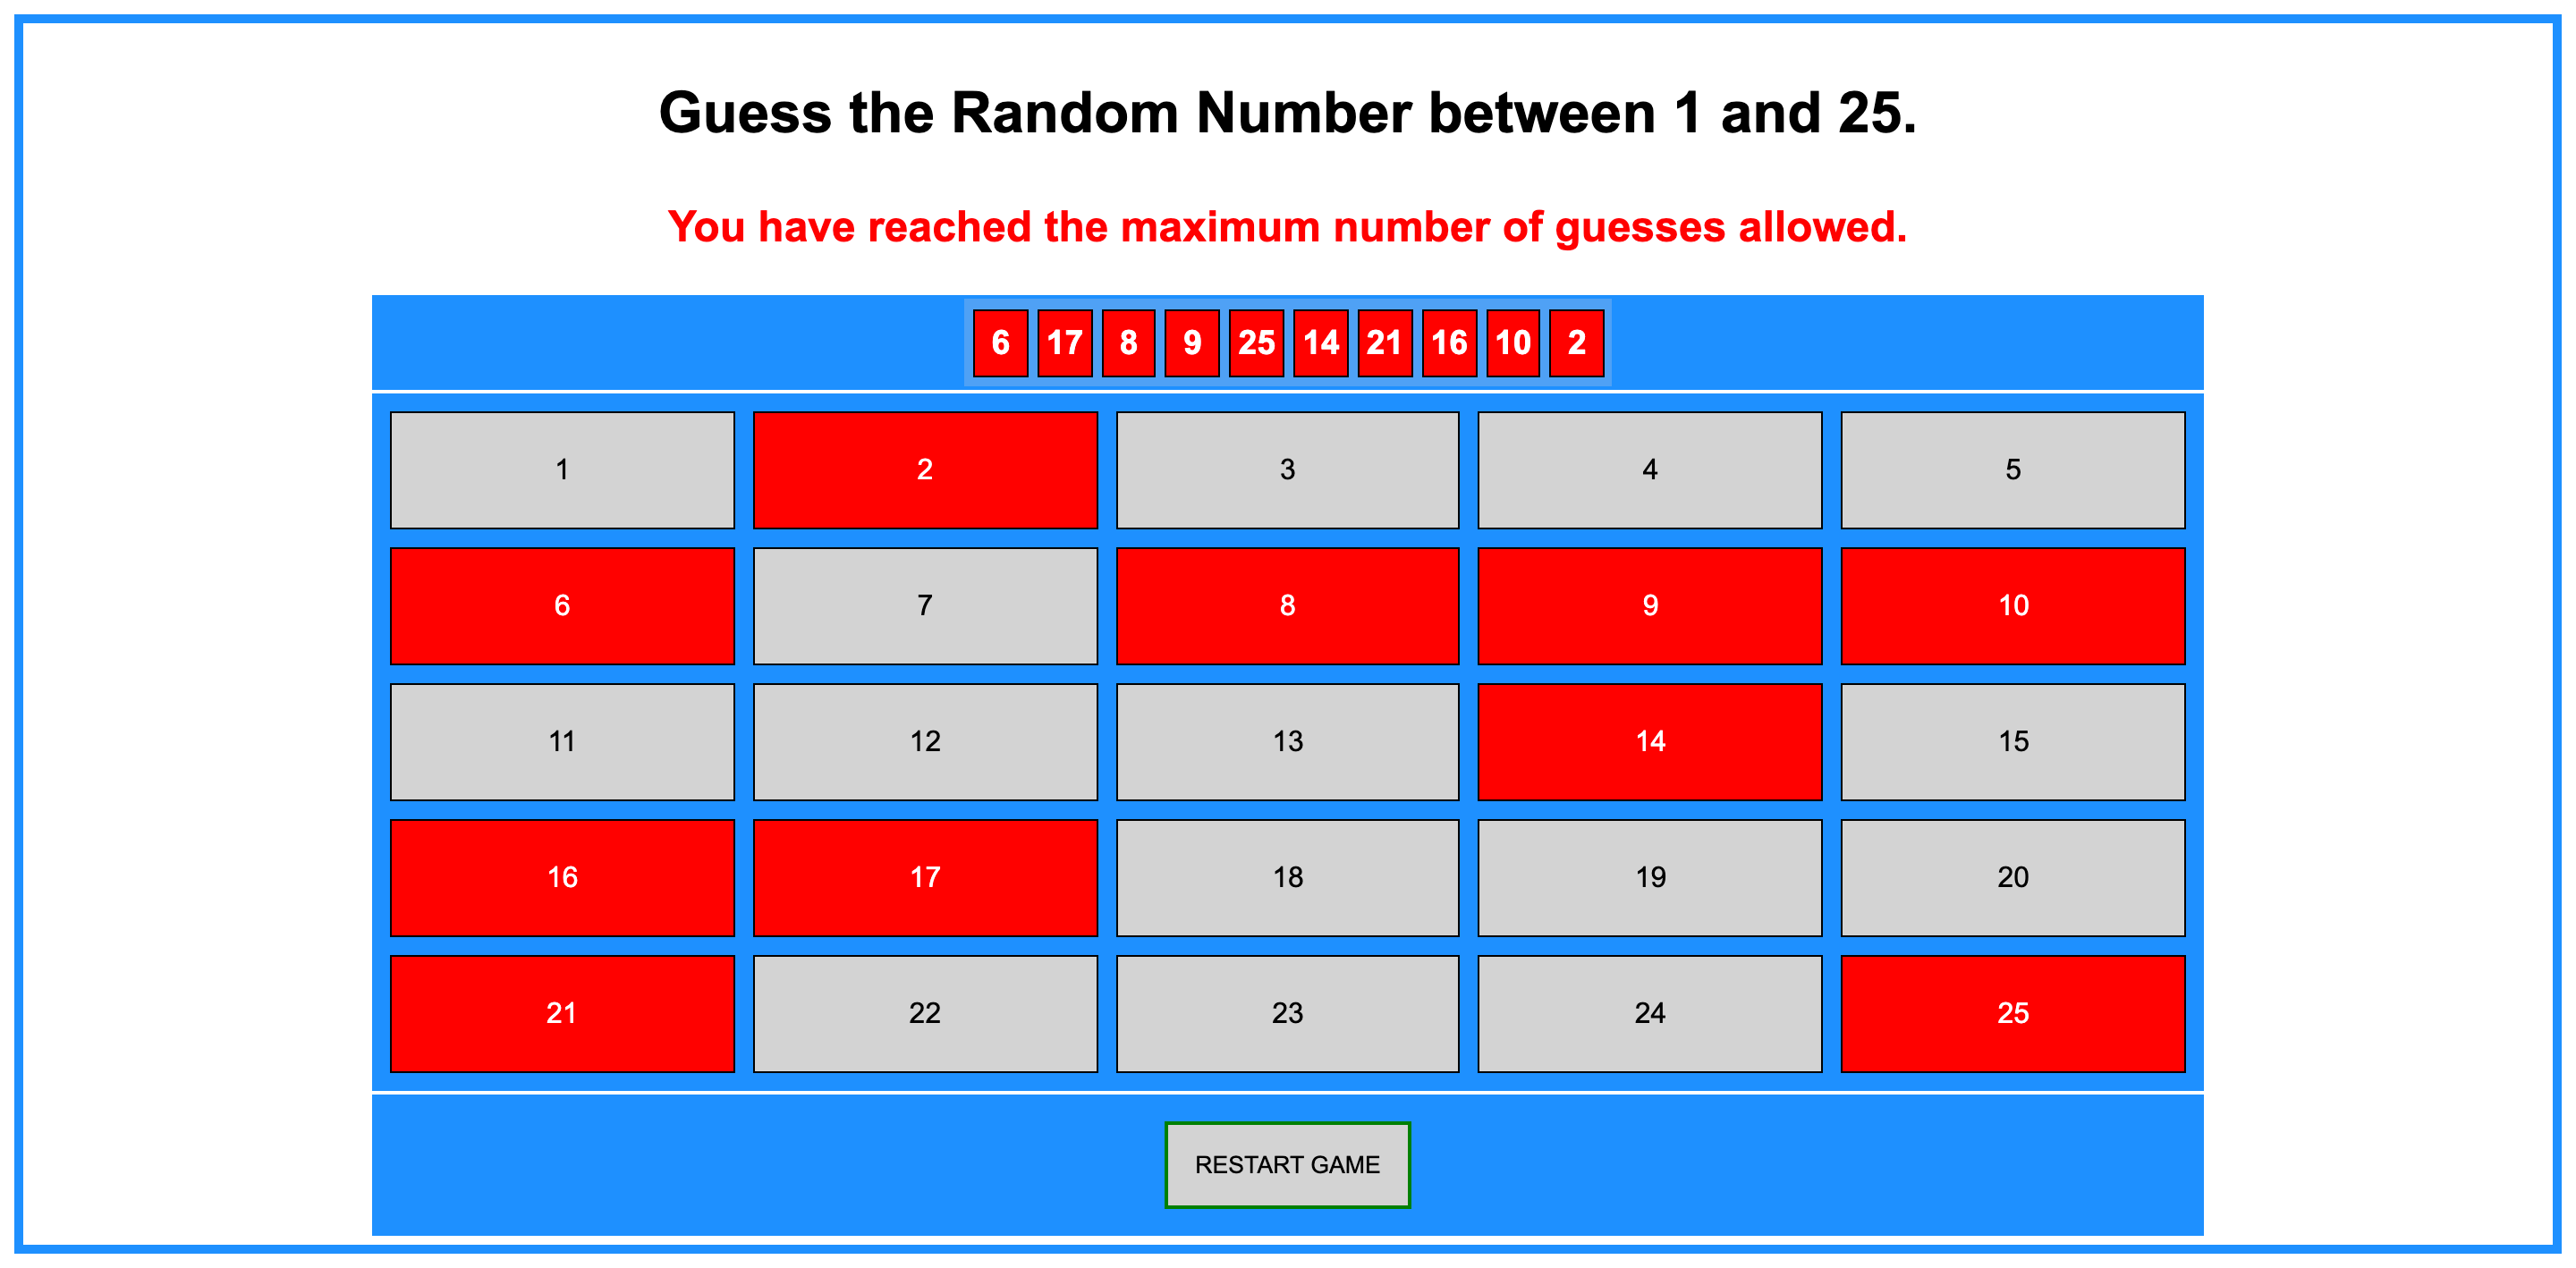 Guess the Random Number between 1 and 25.
You have reached the maximum number of guesses allowed.
6 17 8 9 25 14 21 16 10 2
1 2 3 4 5
6 7 8 9 10
11 12 13 14 15
16 17 18 19 20
21 22 23 24 25
RESTART GAME